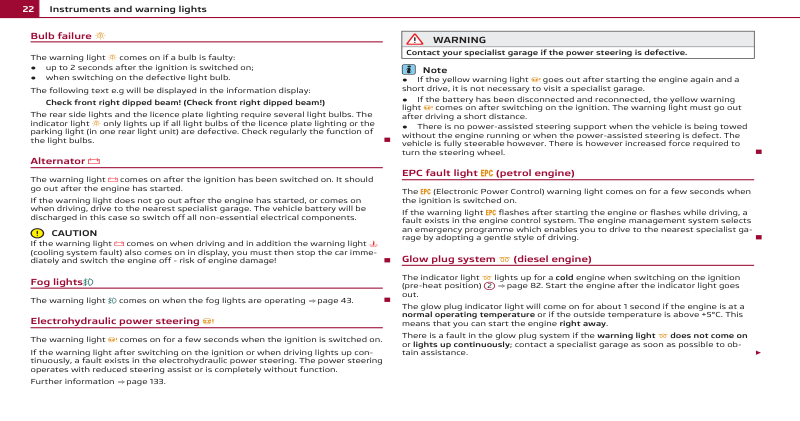 22 Instruments and warning lights
Bulb failure
The warning light comes on if a bulb is faulty:
● up to 2 seconds after the ignition is switched on;
● when switching on the defective light bulb.
The following text e.g will be displayed in the information display:
Check front right dipped beam! (Check front right dipped beam!)
The rear side lights and the licence plate lighting require several light bulbs. The
indicator light only lights up if all light bulbs of the licence plate lighting or the
parking light (in one rear light unit) are defective. Check regularly the function of
the light bulbs.
Alternator
The warning light comes on after the ignition has been switched on. It should
go out after the engine has started.
If the warning light does not go out after the engine has started, or comes on
when driving, drive to the nearest specialist garage. The vehicle battery will be
discharged in this case so switch off all non-essential electrical components.
CAUTION
If the warning light comes on when driving and in addition the warning light
(cooling system fault) also comes on in display, you must then stop the car imme-
diately and switch the engine off - risk of engine damage!
Fog lights
The warning light comes on when the fog lights are operating ⇒ page 43.
Electrohydraulic power steering
The warning light comes on for a few seconds when the ignition is switched on.
If the warning light after switching on the ignition or when driving lights up con-
tinuously, a fault exists in the electrohydraulic power steering. The power steering
operates with reduced steering assist or is completely without function.
Further information ⇒ page 133.
WARNING
Contact your specialist garage if the power steering is defective.
Note
● If the yellow warning light goes out after starting the engine again and a
short drive, it is not necessary to visit a specialist garage.
● If the battery has been disconnected and reconnected, the yellow warning
light comes on after switching on the ignition. The warning light must go out
after driving a short distance.
● There is no power-assisted steering support when the vehicle is being towed
without the engine running or when the power-assisted steering is defect. The
vehicle is fully steerable however. There is however increased force required to
turn the steering wheel.
EPC fault light EPC (petrol engine)
The EPC (Electronic Power Control) warning light comes on for a few seconds when
the ignition is switched on.
If the warning light EPC flashes after starting the engine or flashes while driving, a
fault exists in the engine control system. The engine management system selects
an emergency programme which enables you to drive to the nearest specialist ga-
rage by adopting a gentle style of driving.
Glow plug system (diesel engine)
The indicator light lights up for a cold engine when switching on the ignition
(pre-heat position) 2 ⇒ page 82. Start the engine after the indicator light goes
out.
The glow plug indicator light will come on for about 1 second if the engine is at a
normal operating temperature or if the outside temperature is above +5°C. This
means that you can start the engine right away.
There is a fault in the glow plug system if the warning light does not come on
or lights up continuously; contact a specialist garage as soon as possible to ob-
tain assistance.